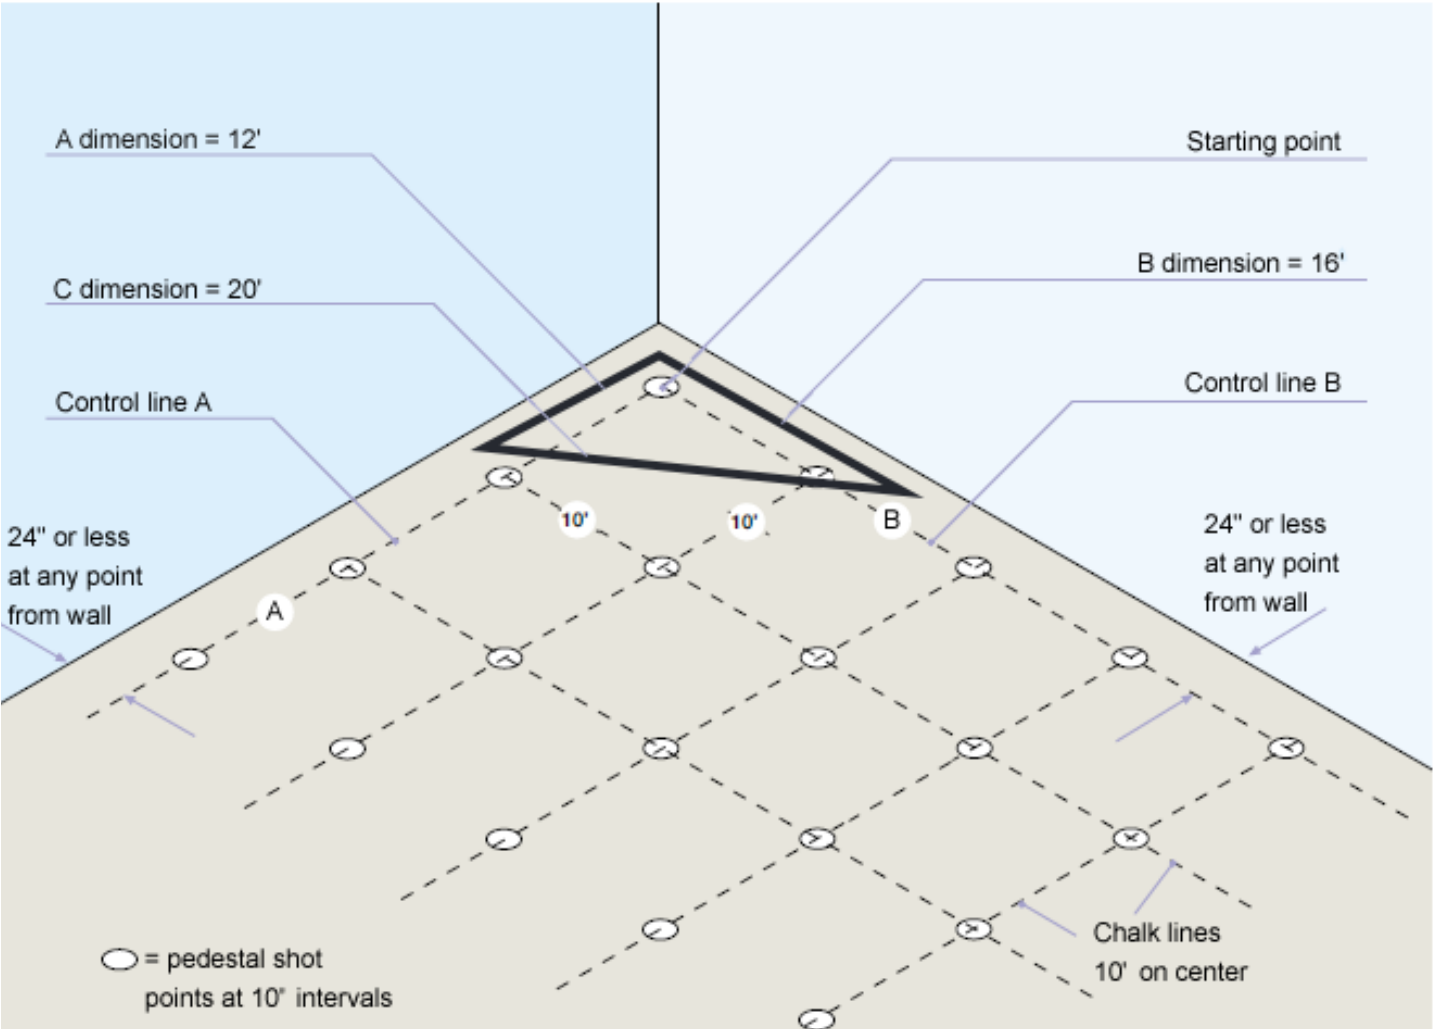 A dimension = 12'
Starting point
B dimension = 16'
C dimension = 20'
Control line B
Control line A
24" or less
at any point
from wall
10'
10'
B
24" or less
at any point
from wall
A
Chalk lines
10' on center
= pedestal shot
points at 10" intervals